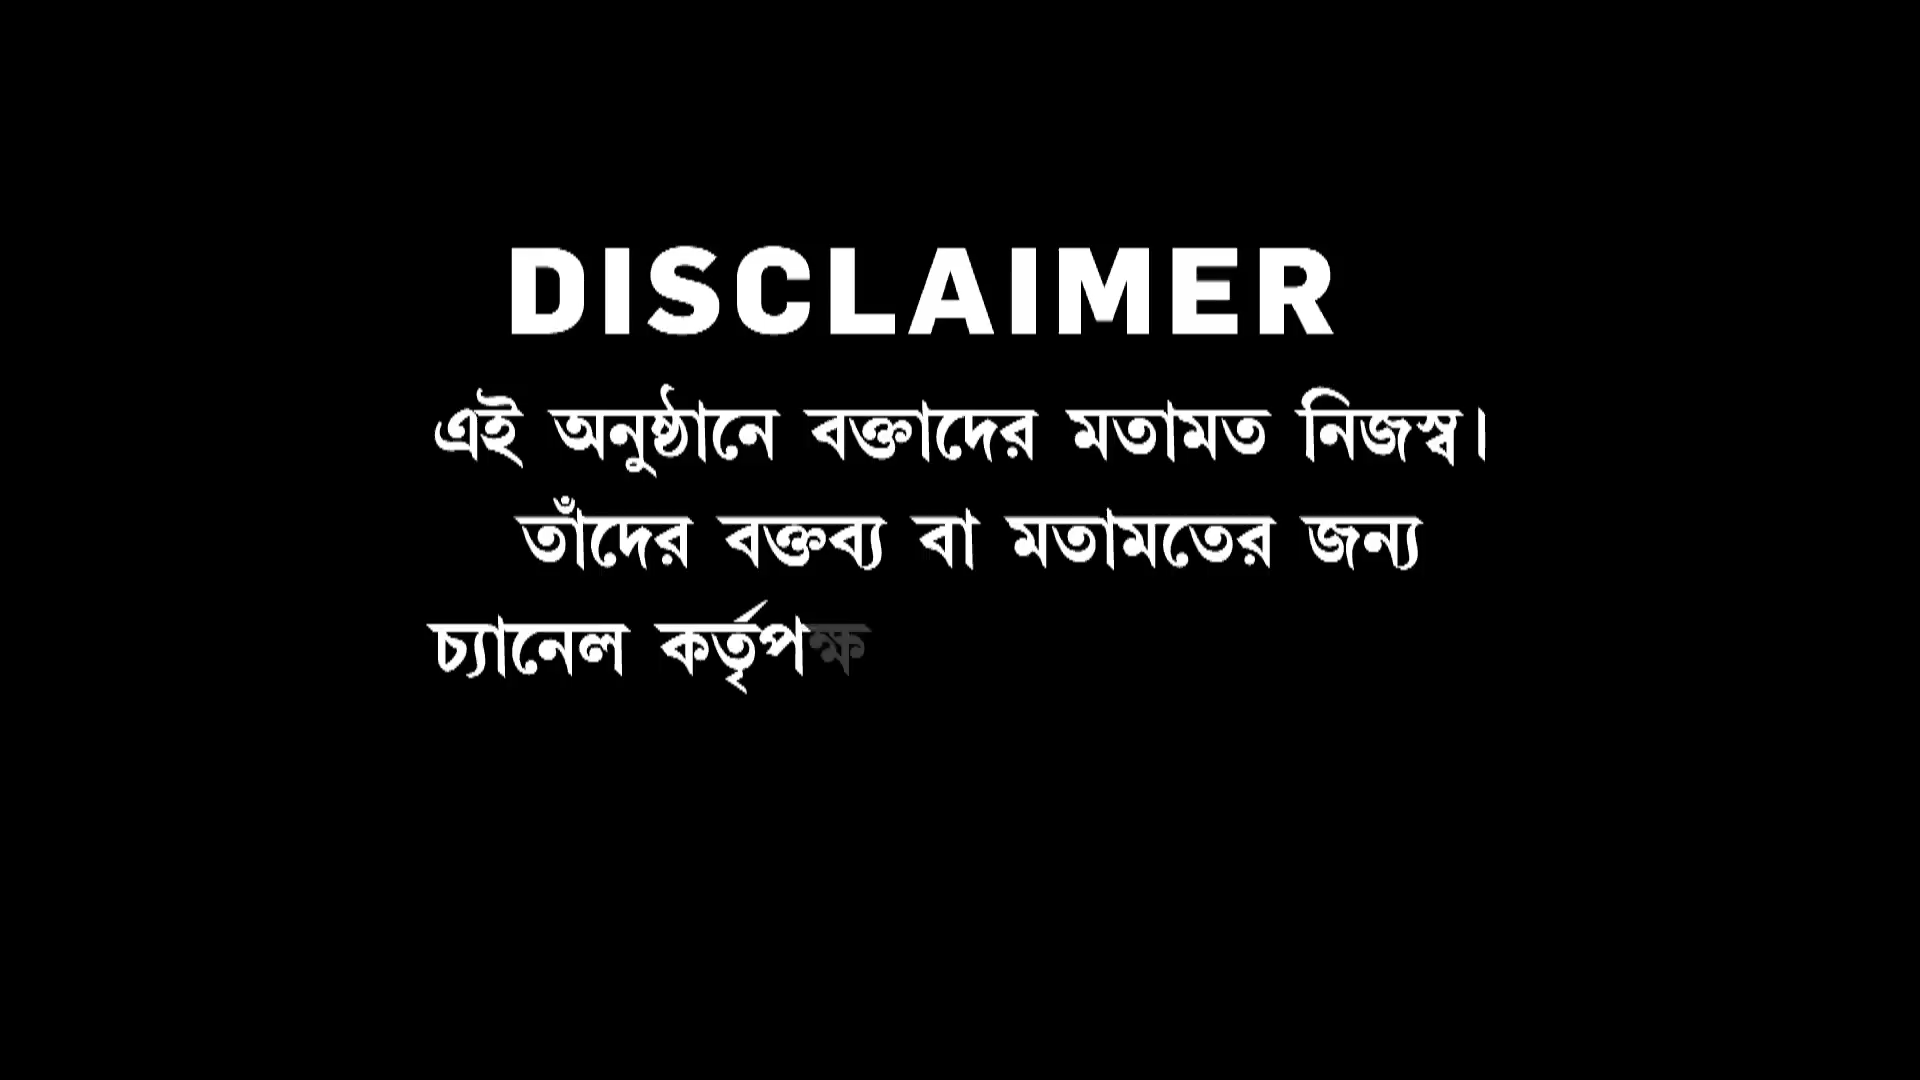 DISCLAIMER
এই অনুষ্ঠানে বক্তাদের মতামত নিজস্ব।
তাঁদের বক্তব্য বা মতামতের জন্য
চ্যানেল কর্তৃপক্ষ